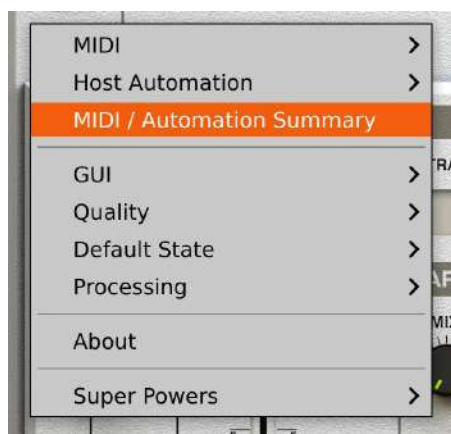 MIDI
Host Automation
MIDI / Automation Summary
GUI
Quality
Default State
Processing
About
Super Powers